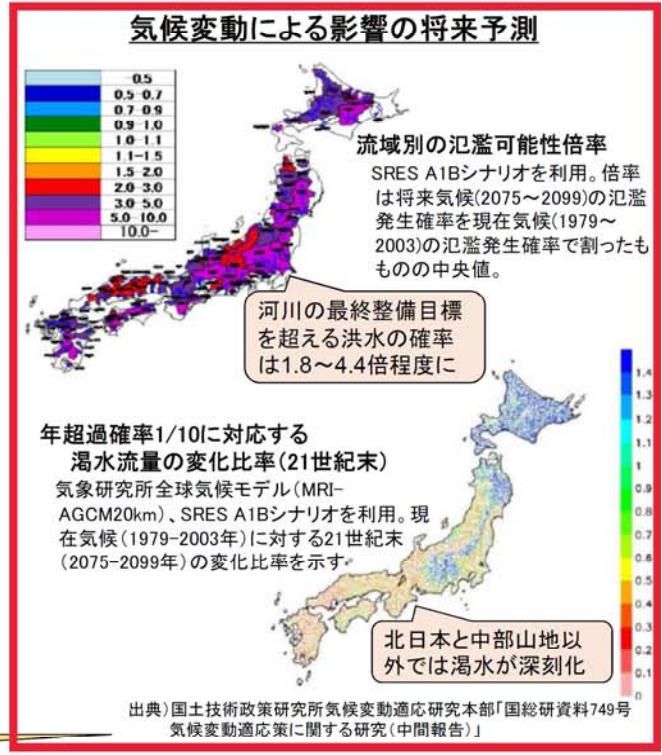 気候変動による影響の将来予測
-0.5
0.5-0.7
0.7-0.9
0.9-1.0
1.0-1.1
1.1-1.5
1.5-2.0
2.0-3.0
3.0-5.0
5.0-10.0
10.0-
流域別の氾濫可能性倍率
SRES A1Bシナリオを利用。倍率
は将来気候(2075～2099)の氾濫
発生確率を現在気候(1979～
2003)の氾濫発生確率で割ったも
ものの中央値。
河川の最終整備目標
を超える洪水の確率
は1.8～4.4倍程度に
年超過確率1/10に対応する
渇水流量の変化比率(21世紀末)
気象研究所全球気候モデル(MRI-
AGCM20km)、SRES A1Bシナリオを利用。現
在気候(1979-2003年)に対する21世紀末
(2075-2099年)の変化比率を示す
1.4
1.2
1.1
1
0.9
0.8
0.7
0.6
0.5
0.4
0.3
0.2
0.1
0
北日本と中部山地以
外では渇水が深刻化
出典)国土技術政策研究所気候変動適応研究本部「国総研資料749号
気候変動適応策に関する研究(中間報告)」